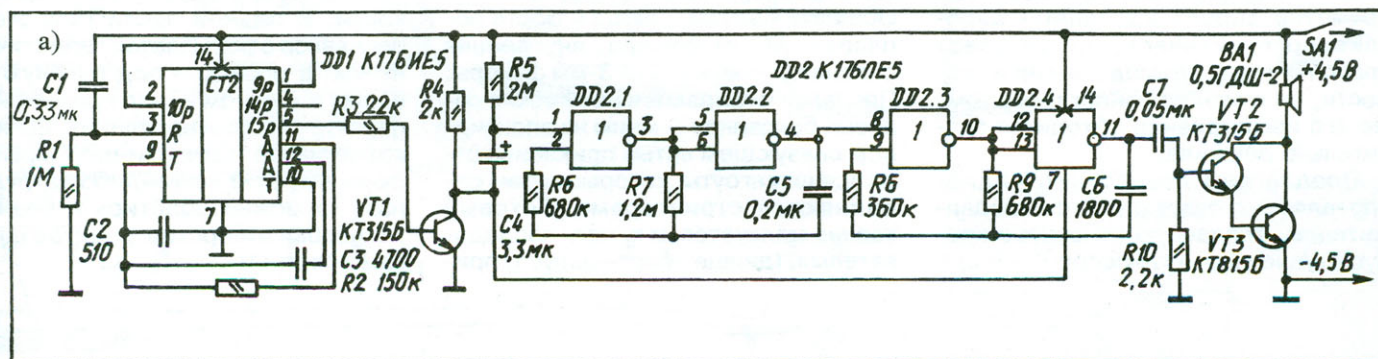 а)
C1
0,33мк
R1
1М
C2
510
2
3
9
10р
R
T
14
CT2
7
9р
14р
15р
1
4
5
11
12
10
DD1 К176ИЕ5
R3 22к
R4
2к
VT1
КТ315Б
C3 4700
R2 150к
R5
2М
+
C4
3,3мк
DD2 К176ЛЕ5
DD2.1
1
2
3
R6
680к
R7
1,2м
DD2.2
5
6
4
C5
0,2мк
DD2.3
8
9
1
10
R6
360к
DD2.4
12
13
14
7
11
R9
680к
C6
1800
C7
0,05мк
R10
2,2к
VT2
КТ315Б
VT3
КТ815Б
BA1
0,5ГДШ-2
SA1
+4,5В
-4,5В